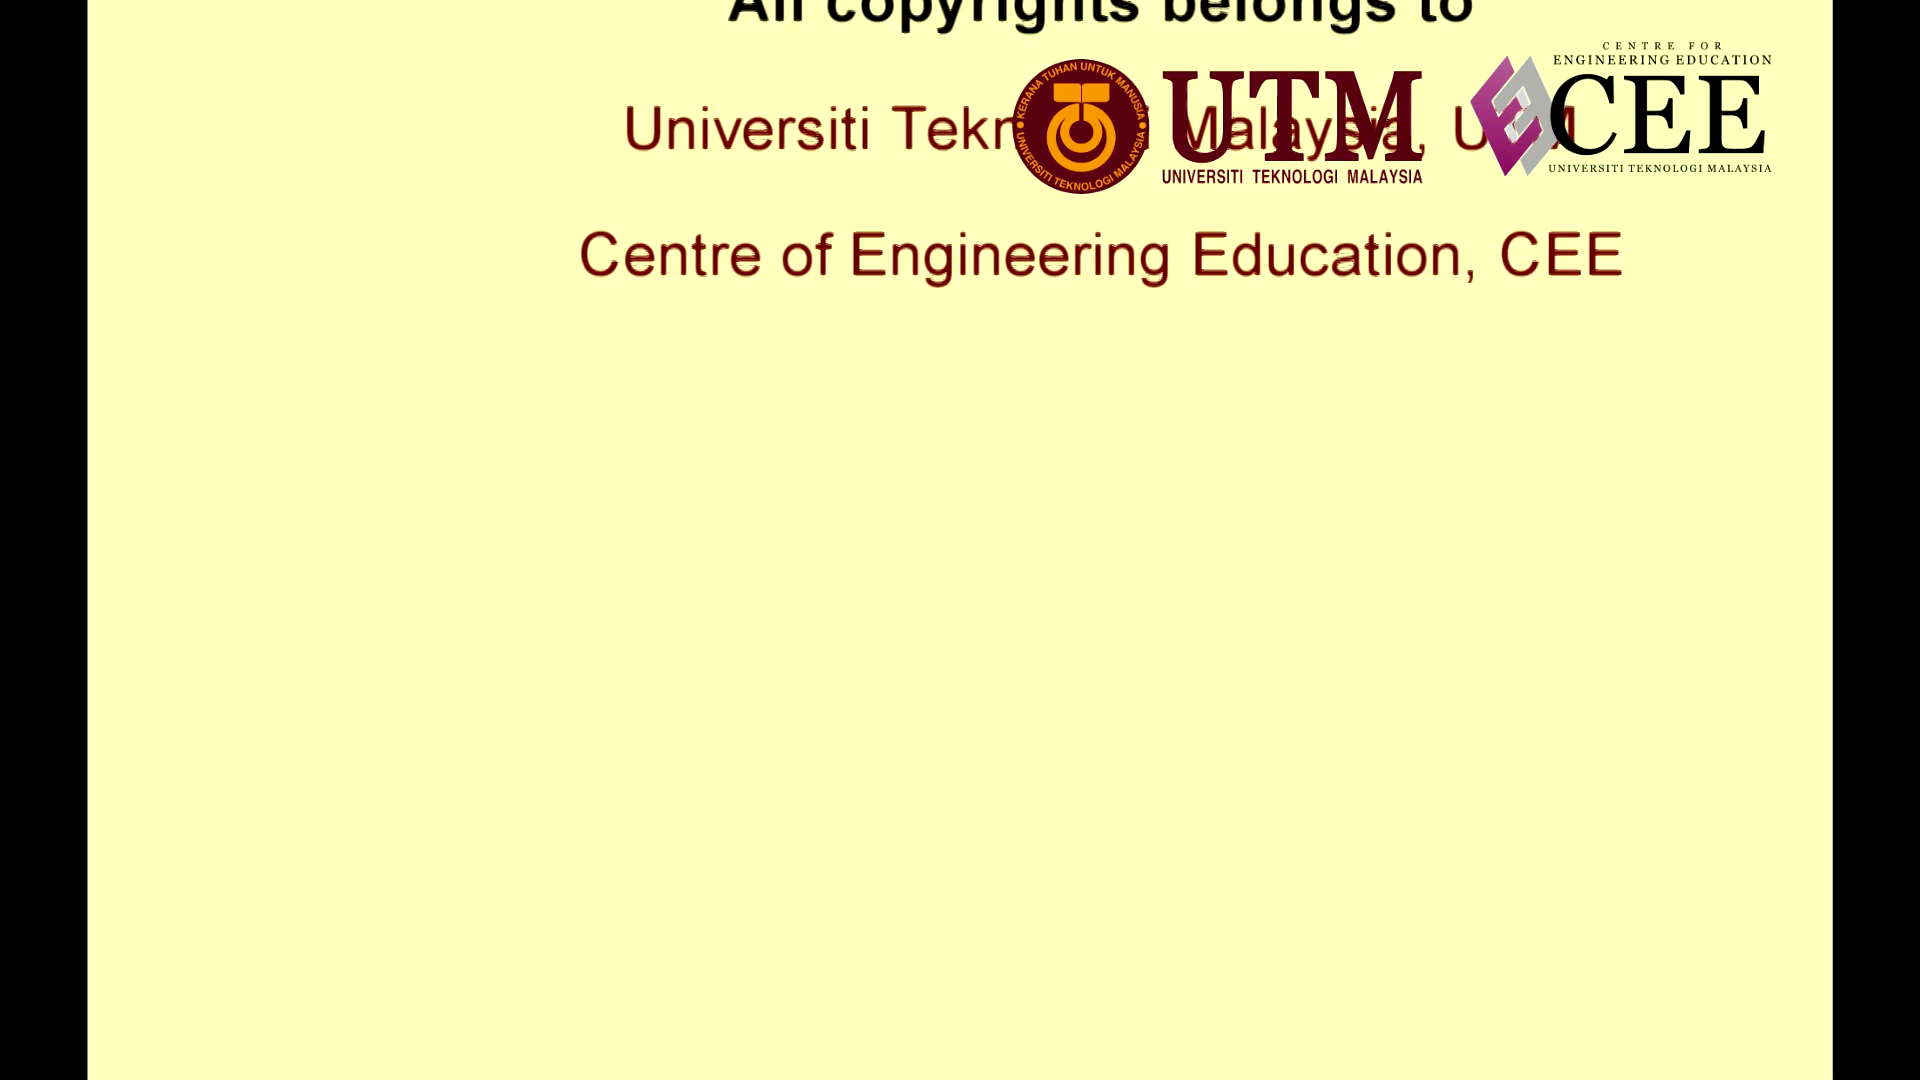 All copyrights belongs to
CENTRE FOR
ENGINEERING EDUCATION
KERANA TUHAN UNTUK MANUSIA
UNIVERSITI TEKNOLOGI MALAYSIA
UTM
UNIVERSITI TEKNOLOGI MALAYSIA
CEE
UNIVERSITI TEKNOLOGI MALAYSIA
Universiti Malaysia,
Centre of Engineering Education, CEE